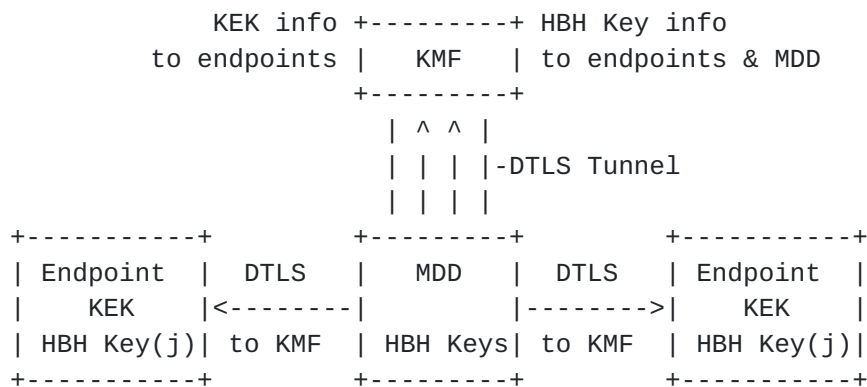 KEK info +---------+ HBH Key info
to endpoints |   KMF   | to endpoints & MDD
+---------+
| ^ ^ |
| | | |-DTLS Tunnel
| | | |
+-----------+         +---------+         +-----------+
| Endpoint  |  DTLS   |   MDD   |  DTLS   | Endpoint  |
|    KEK    |<--------|         |-------->|    KEK    |
| HBH Key(j)| to KMF  | HBH Keys| to KMF  | HBH Key(j)|
+-----------+         +---------+         +-----------+